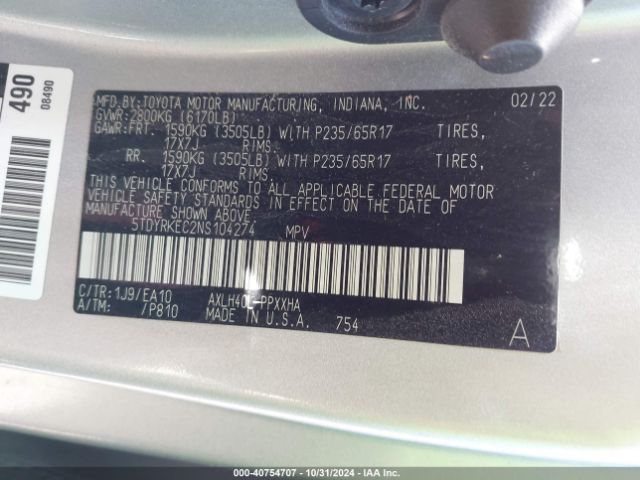 490
08490
MFD.BY:TOYOTA MOTOR MANUFACTURING, INDIANA, INC. 02/22
GVWR: 2800KG (6170LB)
GAWR:FRT. 1590KG (3505LB) WITH P235/65R17 TIRES,
17X7J RIMS.
RR. 1590KG (3505LB) WITH P235/65R17 TIRES,
17X7J RIMS.
THIS VEHICLE CONFORMS TO ALL APPLICABLE FEDERAL MOTOR
VEHICLE SAFETY STANDARDS IN EFFECT ON THE DATE OF
MANUFACTURE SHOWN ABOVE.
5TDYRKEC2NS104274 MPV
C/TR:1J9/EA10
A/TM: /P810
MADE IN U.S.A. 754
A
WWW.40754707 - 10/31/2024 - IAA Inc.